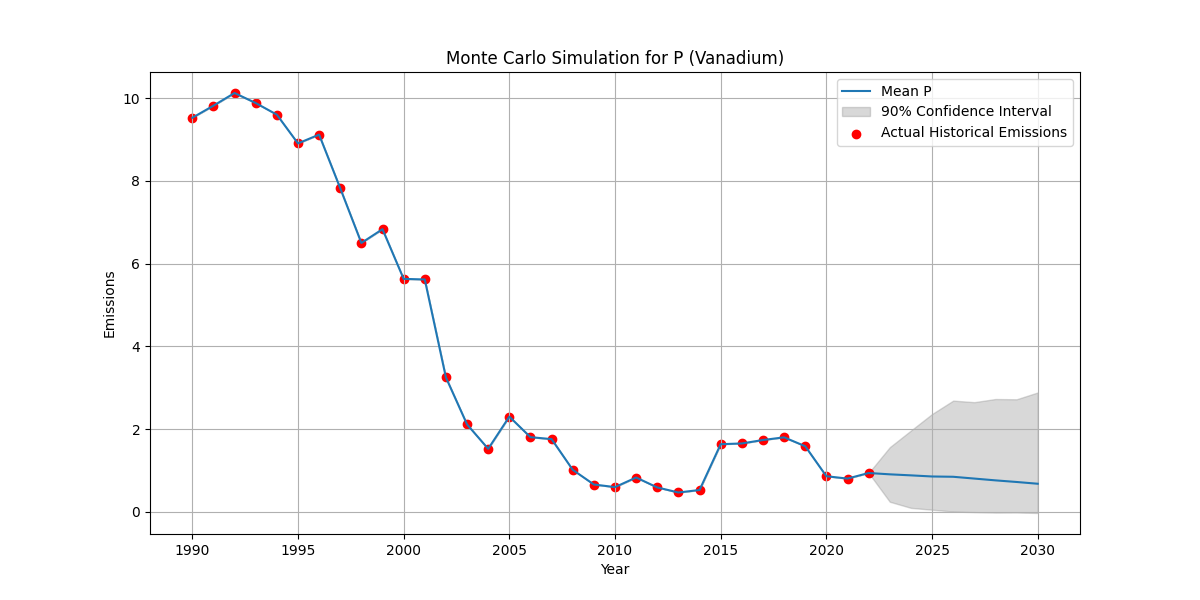 Monte Carlo Simulation for P (Vanadium)
Mean P
90% Confidence Interval
Actual Historical Emissions
10
8
6
4
2
0
Emissions
1990 1995 2000 2005 2010 2015 2020 2025 2030
Year